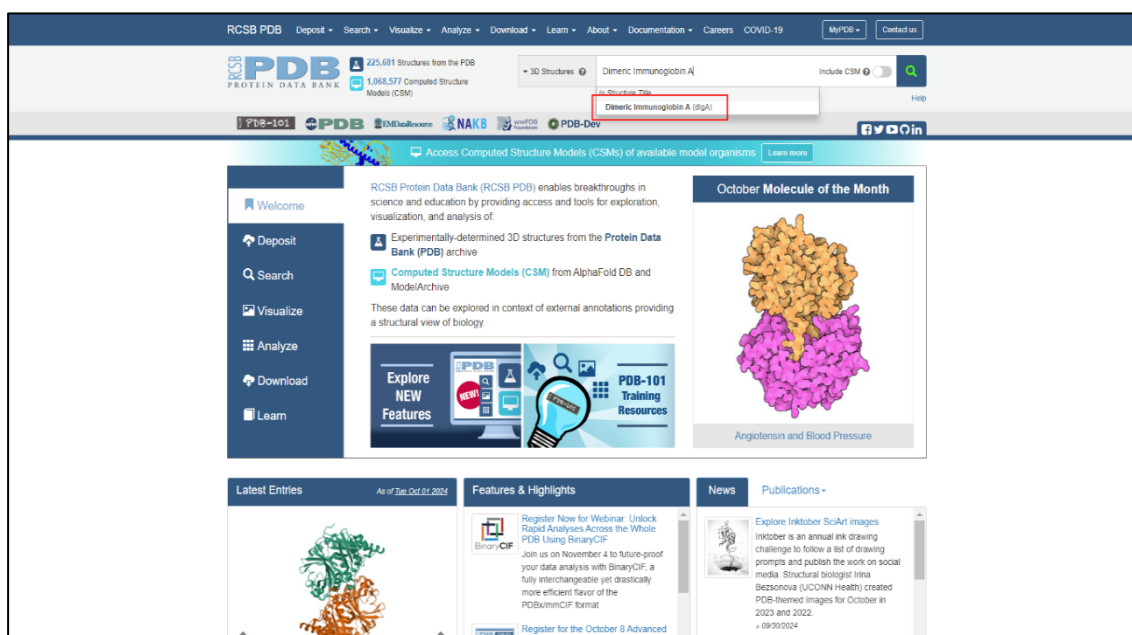 RCSB PDB Deposit Search Visualize Analyze Download Learn About Documentation Careers COVID-19 MyPDB Contact us
RCSB
PDB
PROTEIN DATA BANK
225,681 Structures from the PDB
1,068,577 Computed Structure
Models (CSM)
3D Structures
Dimeric Immunoglobin A
Include CSM
in Structure Title
Dimeric Immunoglobin A (dIgA)
Help
PDB-101 PDB EMDataResource NAKB wwPDB Foundation PDB-Dev
Access Computed Structure Models (CSMs) of available model organisms Learn more
Welcome
Deposit
Search
Visualize
Analyze
Download
Learn
RCSB Protein Data Bank (RCSB PDB) enables breakthroughs in
science and education by providing access and tools for exploration,
visualization, and analysis of:
Experimentally-determined 3D structures from the Protein Data
Bank (PDB) archive
Computed Structure Models (CSM) from AlphaFold DB and
ModelArchive
These data can be explored in context of external annotations providing
a structural view of biology.
Explore
NEW
Features
PDB
NEW!
PDB-101
Training
Resources
PDB-101
October Molecule of the Month
Angiotensin and Blood Pressure
Latest Entries As of Tue Oct 01 2024
Features & Highlights
BinaryCIF
Register Now for Webinar: Unlock
Rapid Analyses Across the Whole
PDB Using BinaryCIF
Join us on November 4 to future-proof
your data analysis with BinaryCIF, a
fully interchangeable yet drastically
more efficient flavor of the
PDBx/mmCIF format
Register for the October 8 Advanced
News Publications
Explore Inktober SciArt images
Inktober is an annual ink drawing
challenge to follow a list of drawing
prompts and publish the work on social
media. Structural biologist Irina
Bezsonova (UCONN Health) created
PDB-themed images for October in
2023 and 2022.
» 09/30/2024